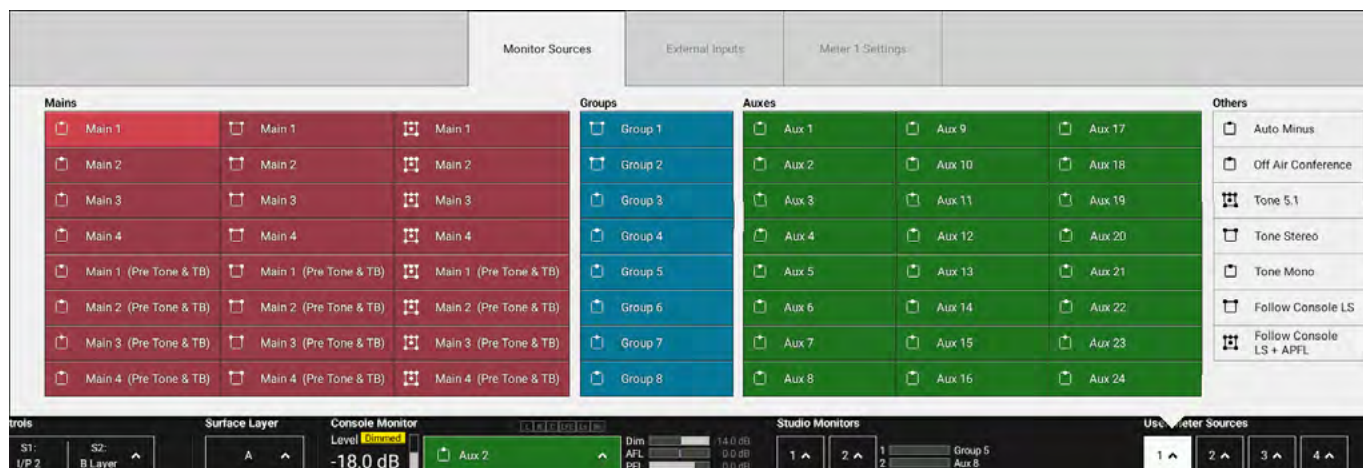 Monitor Sources External Inputs Meter 1 Settings
Mains Groups Auxes Others
Main 1 Main 1 Main 1 Group 1 Aux 1 Aux 9 Aux 17 Auto Minus
Main 2 Main 2 Main 2 Group 2 Aux 2 Aux 10 Aux 18 Off Air Conference
Main 3 Main 3 Main 3 Group 3 Aux 3 Aux 11 Aux 19 Tone 5.1
Main 4 Main 4 Main 4 Group 4 Aux 4 Aux 12 Aux 20 Tone Stereo
Main 1 (Pre Tone & TB) Main 1 (Pre Tone & TB) Main 1 (Pre Tone & TB) Group 5 Aux 5 Aux 13 Aux 21 Tone Mono
Main 2 (Pre Tone & TB) Main 2 (Pre Tone & TB) Main 2 (Pre Tone & TB) Group 6 Aux 6 Aux 14 Aux 22 Follow Console LS
Main 3 (Pre Tone & TB) Main 3 (Pre Tone & TB) Main 3 (Pre Tone & TB) Group 7 Aux 7 Aux 15 Aux 23 Follow Console
LS + APFL
Main 4 (Pre Tone & TB) Main 4 (Pre Tone & TB) Main 4 (Pre Tone & TB) Group 8 Aux 8 Aux 16 Aux 24
trols Surface Layer Console Monitor Studio Monitors Meter Sources
S1: S2: Level Dimmed Dim -14.0 dB 1 Group 5
I/P 2 B Layer A -18.0 dB Aux 2 AFL 0.0 dB 1 2 2 Aux 8 1 2 3 4
PFL 0.0 dB